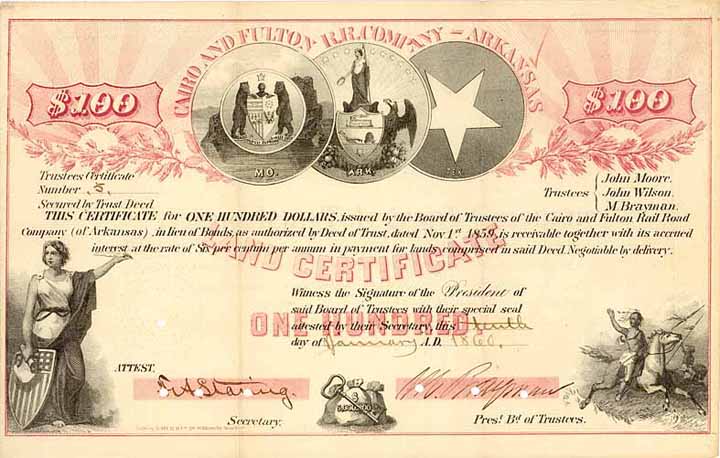 CAIRO AND FULTON R.R. COMPANY – ARKANSAS
$100
$100
MO.
ARK.
TEX.
Trustees Certificate
Number 5
Secured by Trust Deed
Trustees
John Moore.
John Wilson.
M. Brayman.
THIS CERTIFICATE for ONE HUNDRED DOLLARS, issued by the Board of Trustees of the Cairo and Fulton Rail Road
Company (of Arkansas), in lieu of Bonds, as authorized by Deed of Trust, dated Nov 1st 1859, is receivable together with its accrued
interest at the rate of Six per centum per annum in payment for lands, comprised in said Deed Negotiable by delivery.
LAND CERTIFICATE
Witness the Signature of the President of
said Board of Trustees with their special seal
ONE HUNDRED
attested by their Secretary, this tenth
day of January A.D. 1860.
ATTEST.
Secretary.
M. Brayman
Prest. Bd. of Trustees.